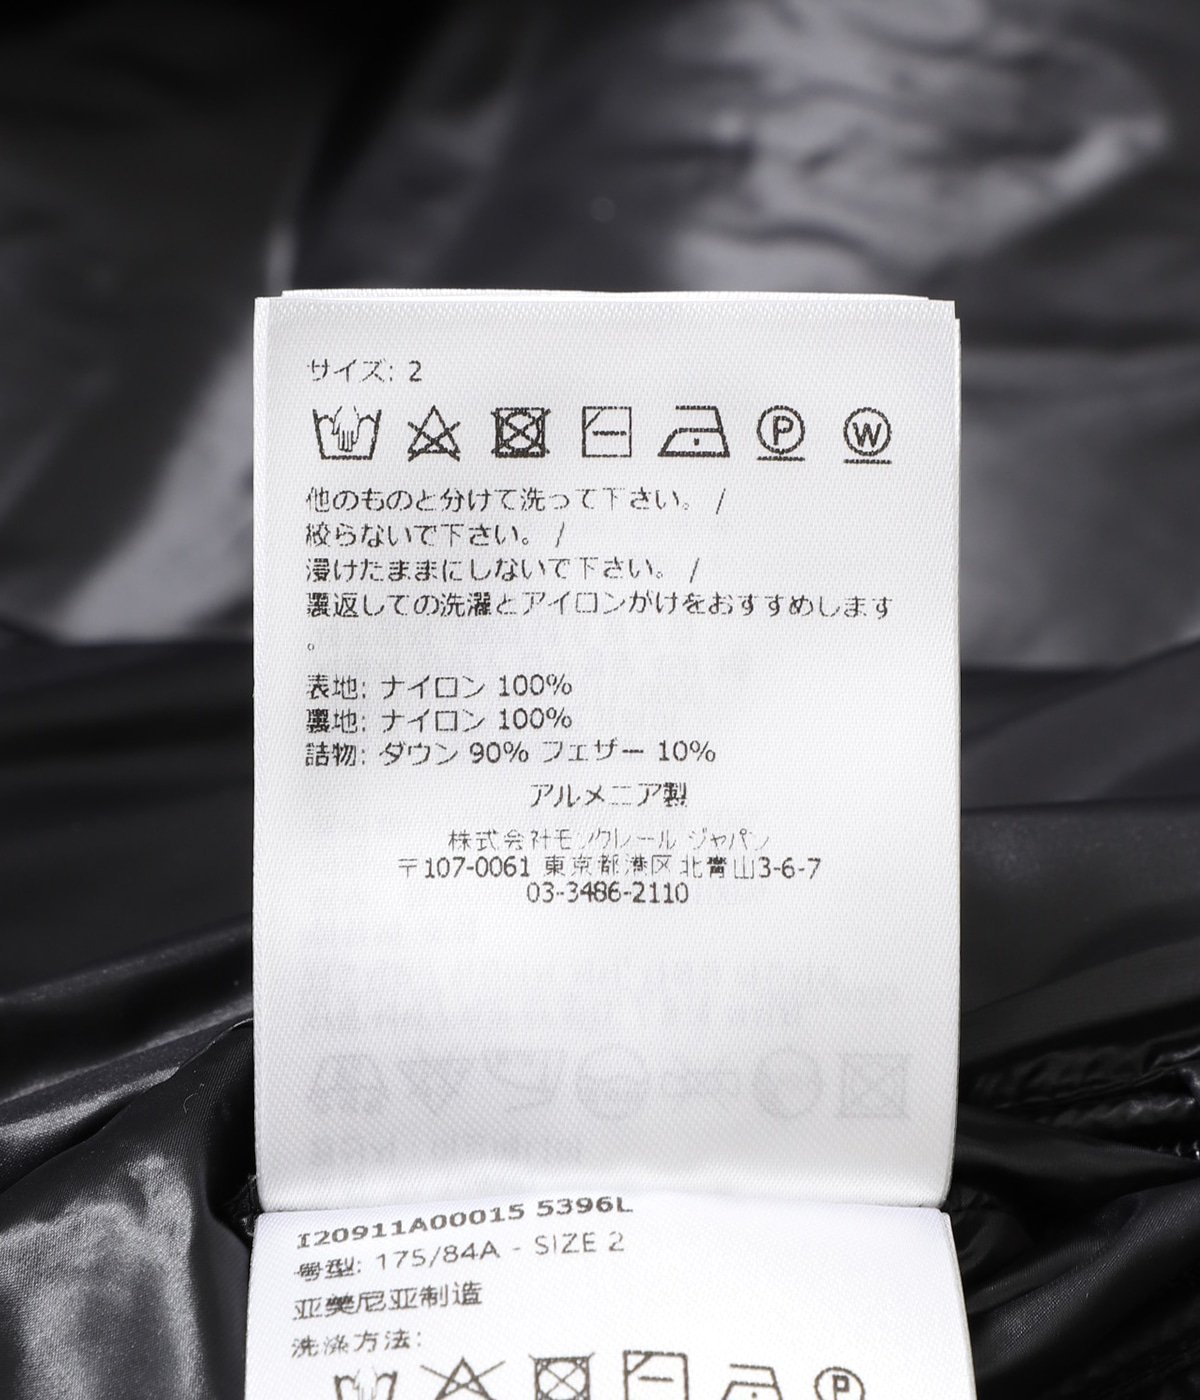 サイズ: 2
P W
他のものと分けて洗って下さい。 /
絞らないで下さい。 /
浸けたままにしないで下さい。 /
裏返しての洗濯とアイロンがけをおすすめします
。
表地: ナイロン 100%
裏地: ナイロン 100%
詰物: ダウン 90% フェザー 10%
アルメニア製
株式会社モンクレール ジャパン
〒107-0061 東京都港区北青山3-6-7
03-3486-2110
I20911A00015 5396L
号型: 175/84A - SIZE 2
亚美尼亚制造
洗涤方法:
P